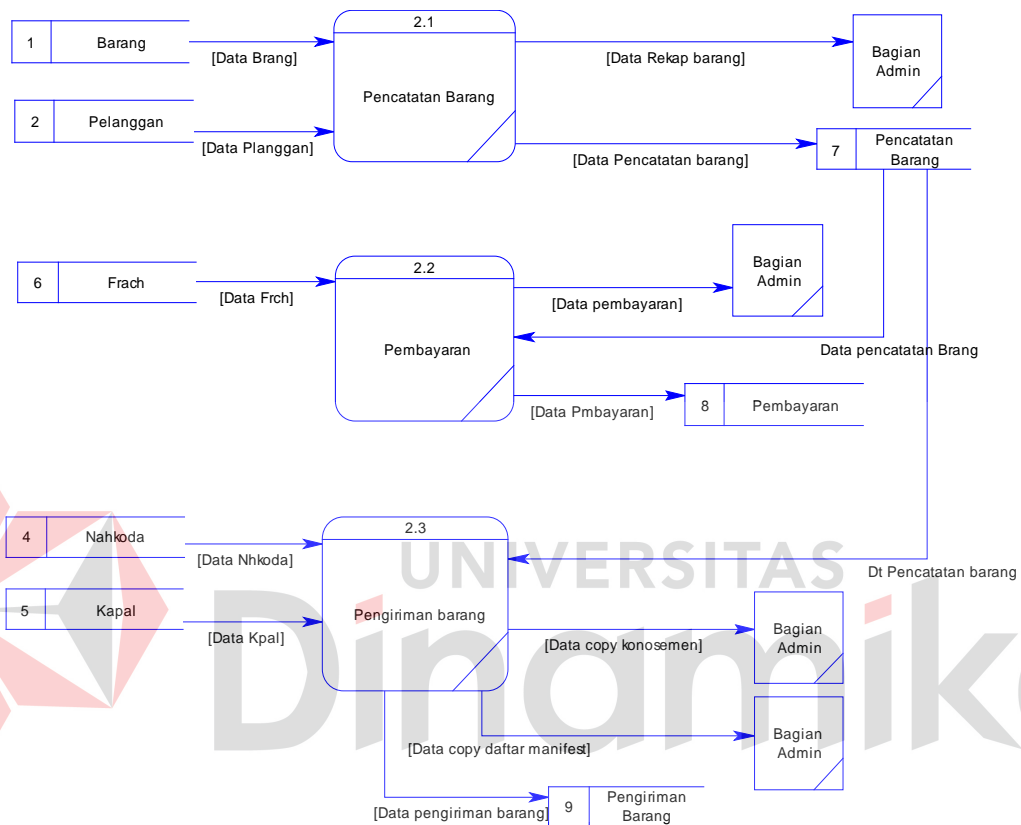 2.1
1 Barang
[Data Brang]
[Data Rekap barang]
Bagian
Admin
Pencatatan Barang
2 Pelanggan
[Data Planggan]
[Data Pencatatan barang]
7
Pencatatan
Barang
2.2
6 Frach
[Data Frch]
[Data pembayaran]
Bagian
Admin
Pembayaran
Data pencatatan Brang
[Data Pmbayaran]
8 Pembayaran
2.3
4 Nahkoda
[Data Nhkoda]
UNIVERSITAS
Dinamika
Dt Pencatatan barang
5 Kapal
[Data Kpal]
Pengiriman barang
[Data copy konosemen]
Bagian
Admin
[Data copy daftar manifest]
Bagian
Admin
[Data pengiriman barang]
9
Pengiriman
Barang